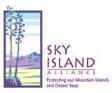 SKY
ISLAND
ALLIANCE
Protecting our Mountain Islands
and Desert Seas